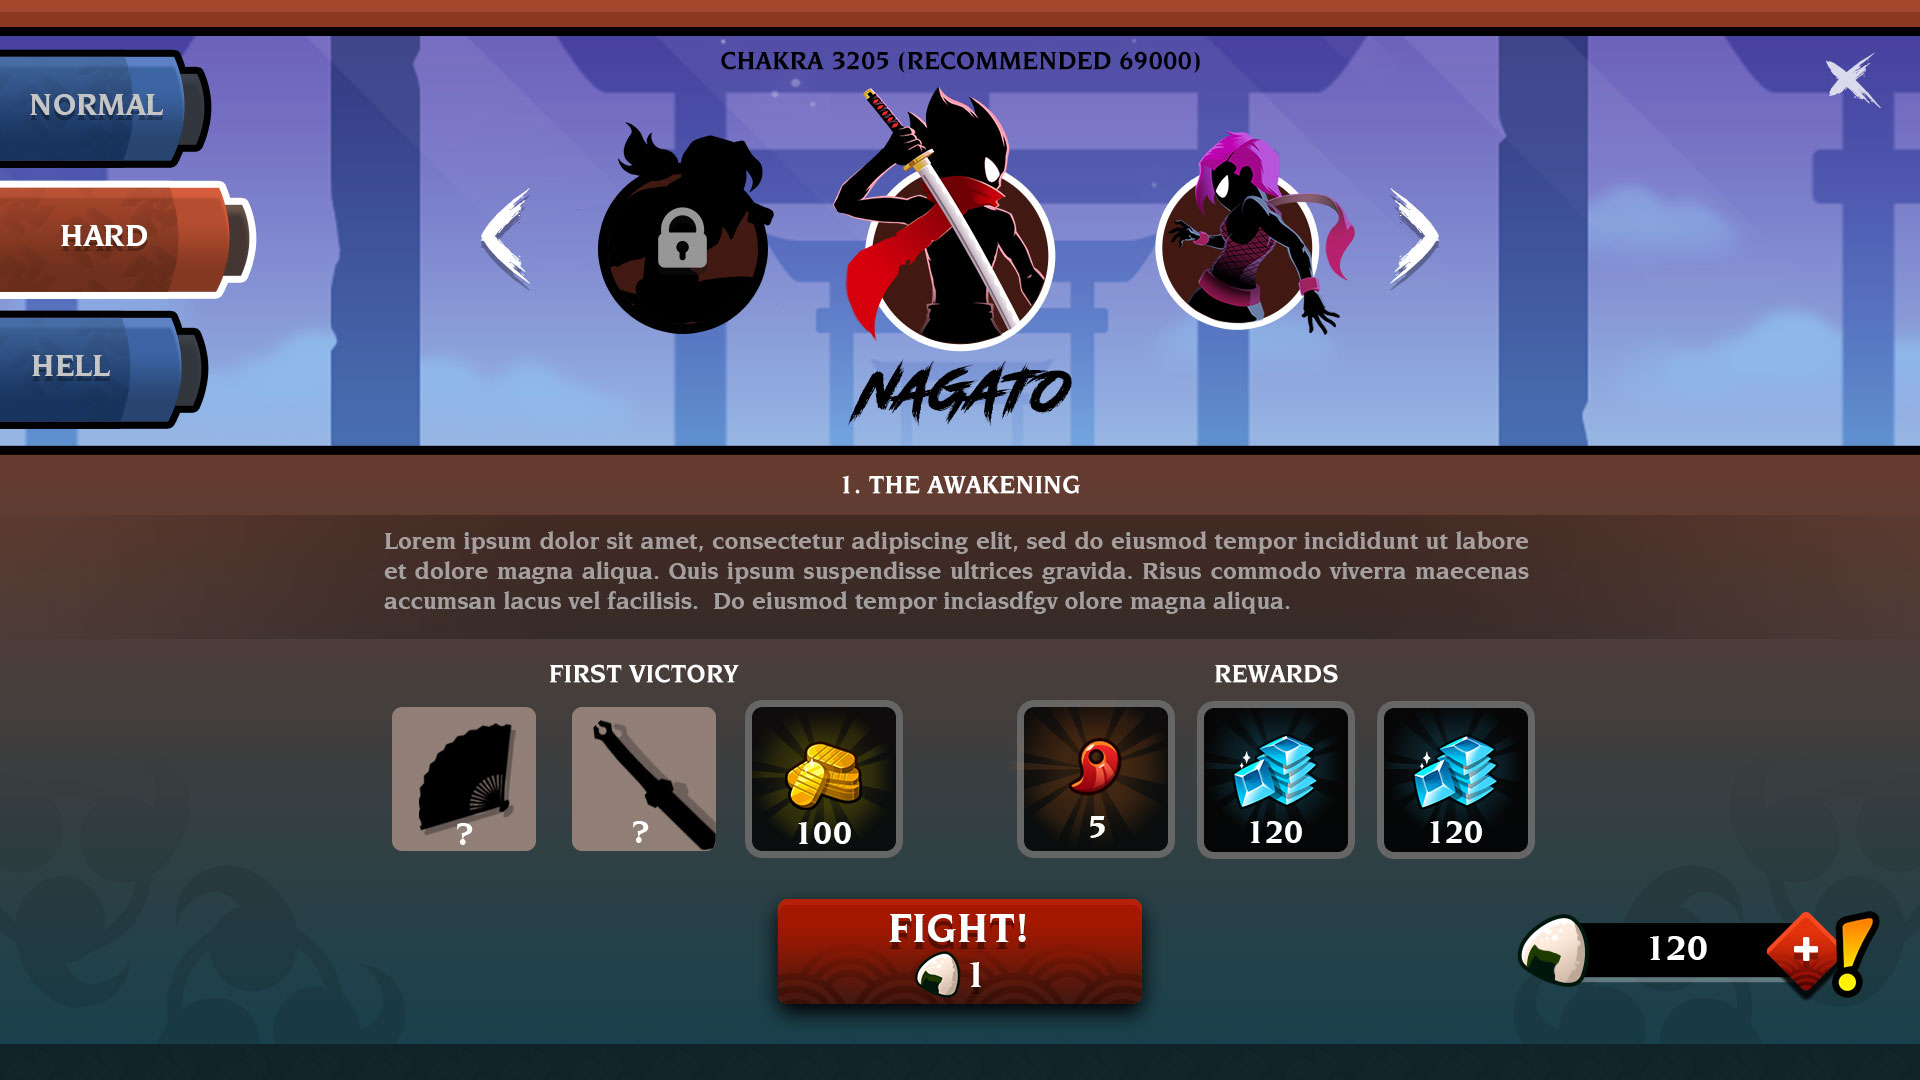 CHAKRA 3205 (RECOMMENDED 69000)
NORMAL
HARD
HELL
NAGATO
1. THE AWAKENING
Lorem ipsum dolor sit amet, consectetur adipiscing elit, sed do eiusmod tempor incididunt ut labore
et dolore magna aliqua. Quis ipsum suspendisse ultrices gravida. Risus commodo viverra maecenas
accumsan lacus vel facilisis.  Do eiusmod tempor inciasdfgv olore magna aliqua.
FIRST VICTORY
REWARDS
? ? 100 5 120 120
FIGHT!
1
120